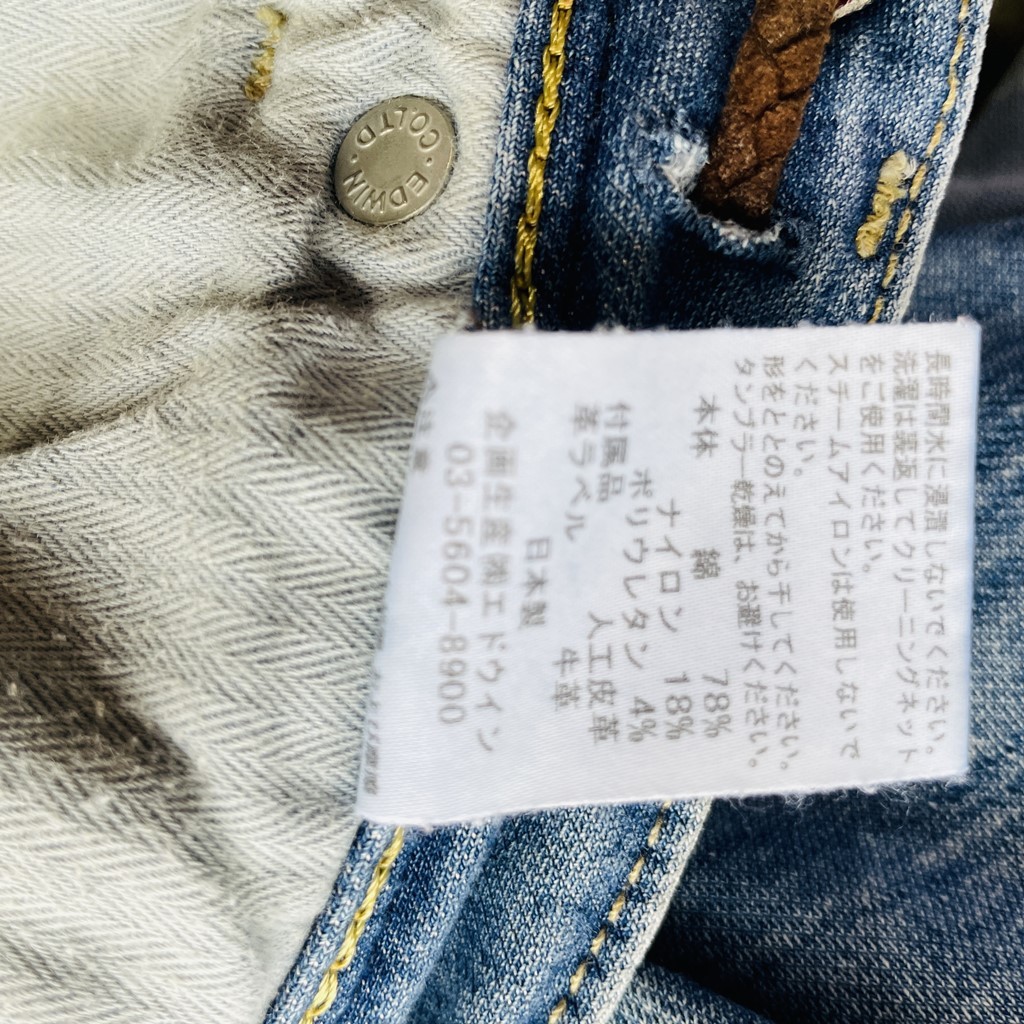 長時間水に浸漬しないでください。
洗濯は裏返してクリーニングネット
をご使用ください。
スチームアイロンは使用しないで
ください。
形をととのえてから干してください。
タンブラー乾燥は、お避けください。
本体 綿 78%
ナイロン 18%
ポリウレタン 4%
付属品 人工皮革
革ラベル 牛革
日本製
企画生産㈱エドウイン
03-5604-8900
EDWIN
COLTD